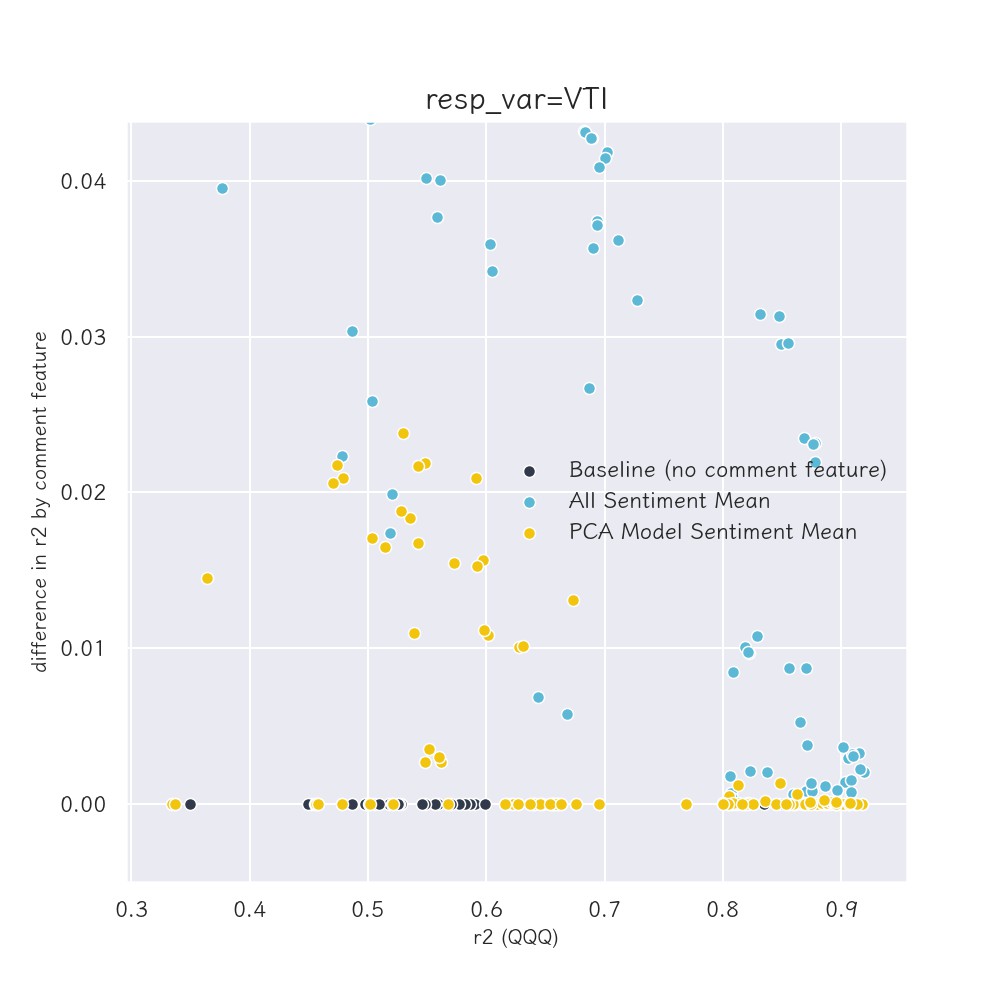 resp_var=VTI
0.04
0.03
0.02
0.01
0.00
difference in r2 by comment feature
Baseline (no comment feature)
All Sentiment Mean
PCA Model Sentiment Mean
0.3 0.4 0.5 0.6 0.7 0.8 0.9
r2 (QQQ)